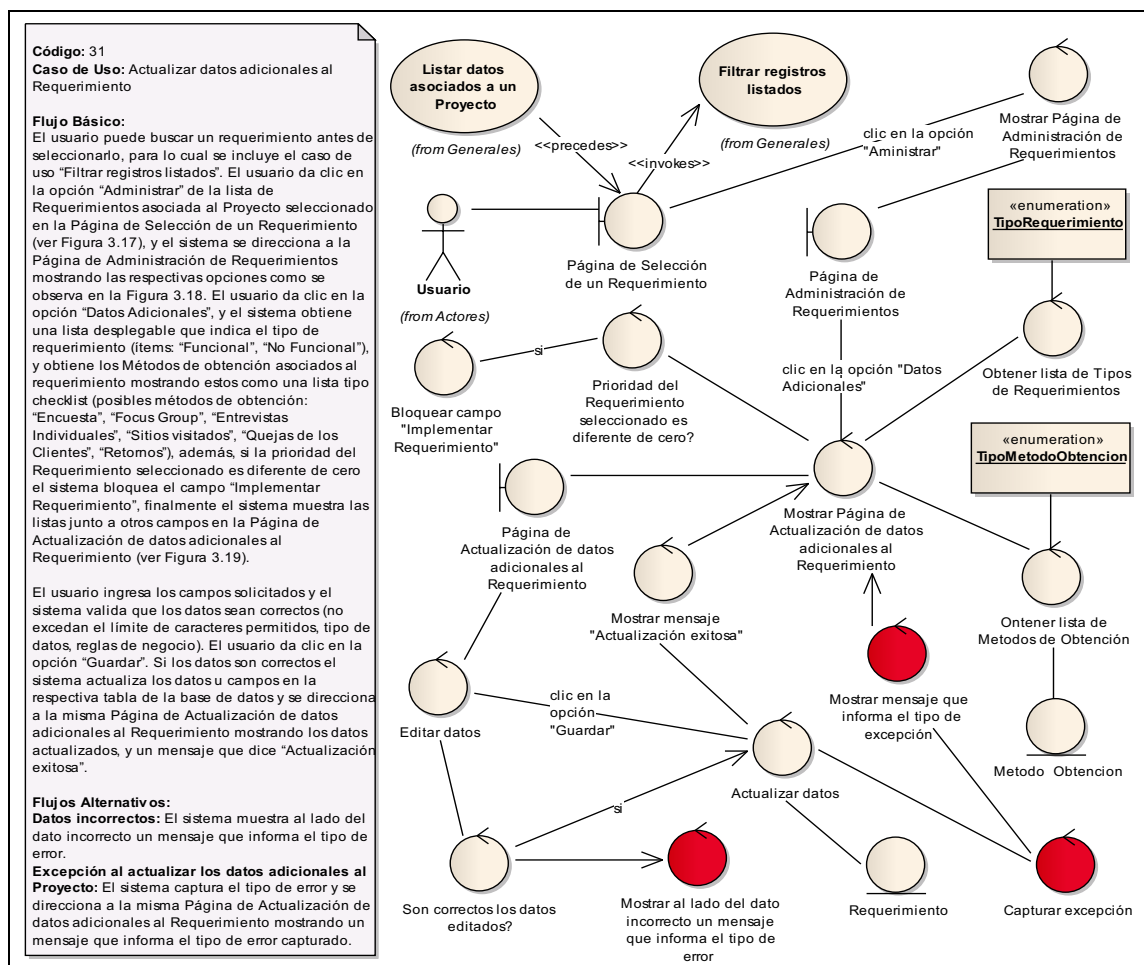 Código: 31
Caso de Uso: Actualizar datos adicionales al
Requerimiento
Flujo Básico:
El usuario puede buscar un requerimiento antes de
seleccionarlo, para lo cual se incluye el caso de
uso “Filtrar registros listados”. El usuario da clic en
la opción “Administrar” de la lista de
Requerimientos asociada al Proyecto seleccionado
en la Página de Selección de un Requerimiento
(ver Figura 3.17), y el sistema se direcciona a la
Página de Administración de Requerimientos
mostrando las respectivas opciones como se
observa en la Figura 3.18. El usuario da clic en la
opción “Datos Adicionales”, y el sistema obtiene
una lista desplegable que indica el tipo de
requerimiento (ítems: “Funcional”, “No Funcional”),
y obtiene los Métodos de obtención asociados al
requerimiento mostrando estos como una lista tipo
checklist (posibles métodos de obtención:
“Encuesta”, “Focus Group”, “Entrevistas
Individuales”, “Sitios visitados”, “Quejas de los
Clientes”, “Retornos”), además, si la prioridad del
Requerimiento seleccionado es diferente de cero
el sistema bloquea el campo “Implementar
Requerimiento”, finalmente el sistema muestra las
listas junto a otros campos en la Página de
Actualización de datos adicionales al
Requerimiento (ver Figura 3.19).
El usuario ingresa los campos solicitados y el
sistema valida que los datos sean correctos (no
excedan el límite de caracteres permitidos, tipo de
datos, reglas de negocio). El usuario da clic en la
opción “Guardar”. Si los datos son correctos el
sistema actualiza los datos u campos en la
respectiva tabla de la base de datos y se direcciona
a la misma Página de Actualización de datos
adicionales al Requerimiento mostrando los datos
actualizados, y un mensaje que dice “Actualización
exitosa”.
Flujos Alternativos:
Datos incorrectos: El sistema muestra al lado del
dato incorrecto un mensaje que informa el tipo de
error.
Excepción al actualizar los datos adicionales al
Proyecto: El sistema captura el tipo de error y se
direcciona a la misma Página de Actualización de
datos adicionales al Requerimiento mostrando un
mensaje que informa el tipo de error capturado.
Listar datos
asociados a un
Proyecto
(from Generales)
<<precedes>>
Filtrar registros
listados
(from Generales)
<<invokes>>
clic en la opción
"Aministrar"
Mostrar Página de
Administración de
Requerimientos
Usuario
(from Actores)
Página de Selección
de un Requerimiento
Página de
Administración de
Requerimientos
«enumeration»
TipoRequerimiento
Obtener lista de Tipos
de Requerimientos
si
Bloquear campo
"Implementar
Requerimiento"
Prioridad del
Requerimiento
seleccionado es
diferente de cero?
clic en la opción "Datos
Adicionales"
«enumeration»
TipoMetodoObtencion
Página de
Actualización de datos
adicionales al
Requerimiento
Mostrar Página de
Actualización de datos
adicionales al
Requerimiento
Mostrar mensaje
"Actualización exitosa"
Ontener lista de
Metodos de Obtención
Mostrar mensaje que
informa el tipo de
excepción
Metodo Obtencion
Editar datos
clic en la
opción
"Guardar"
Actualizar datos
si
Son correctos los datos
editados?
Mostrar al lado del dato
incorrecto un mensaje
que informa el tipo de
error
Requerimiento
Capturar excepción